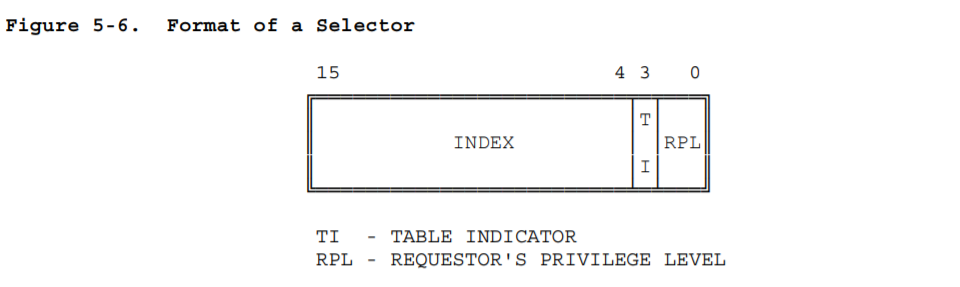 Figure 5-6. Format of a Selector
15 4 3 0
T
INDEX RPL
I
TI - TABLE INDICATOR
RPL - REQUESTOR'S PRIVILEGE LEVEL